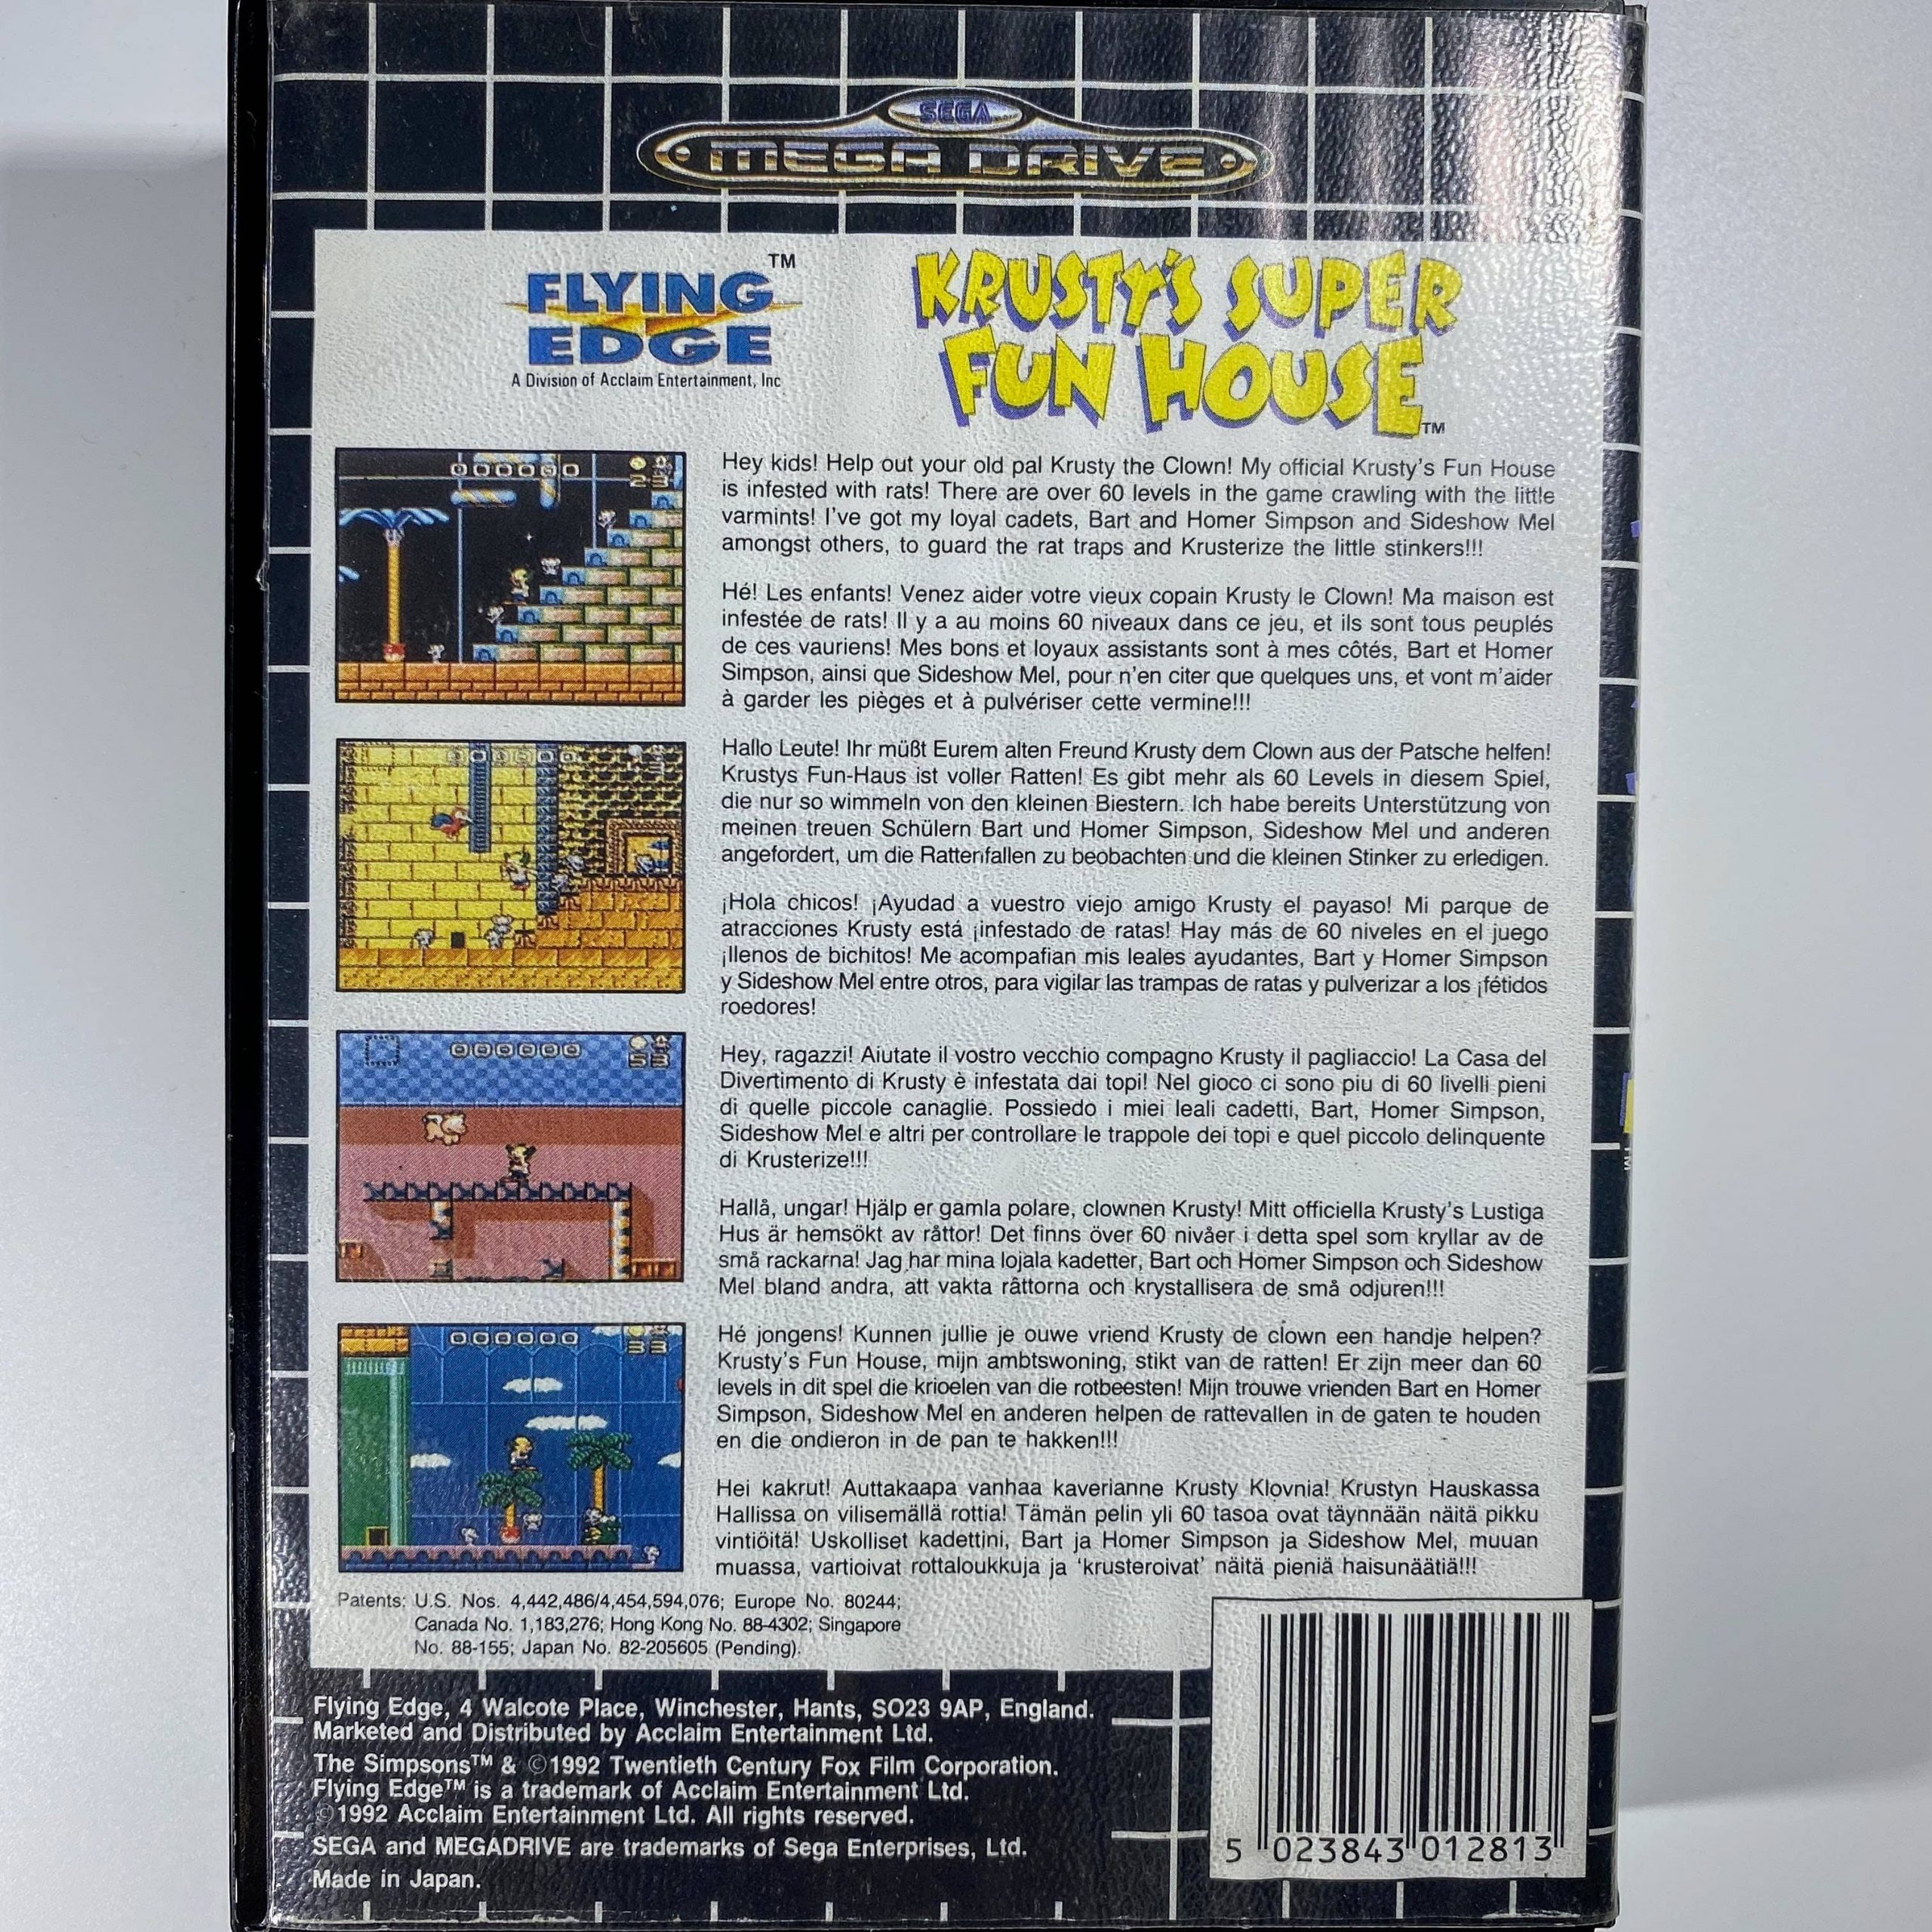 SEGA
MEGA DRIVE
FLYING EDGE™
A Division of Acclaim Entertainment, Inc
KRUSTY'S SUPER
FUN HOUSE™
000000
23
Hey kids! Help out your old pal Krusty the Clown! My official Krusty's Fun House
is infested with rats! There are over 60 levels in the game crawling with the little
varmints! I've got my loyal cadets, Bart and Homer Simpson and Sideshow Mel
amongst others, to guard the rat traps and Krusterize the little stinkers!!!
Hé! Les enfants! Venez aider votre vieux copain Krusty le Clown! Ma maison est
infestée de rats! Il y a au moins 60 niveaux dans ce jeu, et ils sont tous peuplés
de ces vauriens! Mes bons et loyaux assistants sont à mes côtés, Bart et Homer
Simpson, ainsi que Sideshow Mel, pour n'en citer que quelques uns, et vont m'aider
à garder les pièges et à pulvériser cette vermine!!!
Hallo Leute! Ihr müßt Eurem alten Freund Krusty dem Clown aus der Patsche helfen!
Krustys Fun-Haus ist voller Ratten! Es gibt mehr als 60 Levels in diesem Spiel,
die nur so wimmeln von den kleinen Biestern. Ich habe bereits Unterstützung von
meinen treuen Schülern Bart und Homer Simpson, Sideshow Mel und anderen
angefordert, um die Rattenfallen zu beobachten und die kleinen Stinker zu erledigen.
¡Hola chicos! ¡Ayudad a vuestro viejo amigo Krusty el payaso! Mi parque de
atracciones Krusty está ¡infestado de ratas! Hay más de 60 niveles en el juego
¡llenos de bichitos! Me acompafian mis leales ayudantes, Bart y Homer Simpson
y Sideshow Mel entre otros, para vigilar las trampas de ratas y pulverizar a los ¡fétidos
roedores!
000000
53
Hey, ragazzi! Aiutate il vostro vecchio compagno Krusty il pagliaccio! La Casa del
Divertimento di Krusty è infestata dai topi! Nel gioco ci sono piu di 60 livelli pieni
di quelle piccole canaglie. Possiedo i miei leali cadetti, Bart, Homer Simpson,
Sideshow Mel e altri per controllare le trappole dei topi e quel piccolo delinquente
di Krusterize!!!
Hallå, ungar! Hjälp er gamla polare, clownen Krusty! Mitt officiella Krusty's Lustiga
Hus är hemsökt av råttor! Det finns över 60 nivåer i detta spel som kryllar av de
små rackarna! Jag har mina lojala kadetter, Bart och Homer Simpson och Sideshow
Mel bland andra, att vakta råttorna och krystallisera de små odjuren!!!
000000
33
Hé jongens! Kunnen jullie je ouwe vriend Krusty de clown een handje helpen?
Krusty's Fun House, mijn ambtswoning, stikt van de ratten! Er zijn meer dan 60
levels in dit spel die krioelen van die rotbeesten! Mijn trouwe vrienden Bart en Homer
Simpson, Sideshow Mel en anderen helpen de rattevallen in de gaten te houden
en die ondieron in de pan te hakken!!!
Hei kakrut! Auttakaapa vanhaa kaverianne Krusty Klovnia! Krustyn Hauskassa
Hallissa on vilisemällä rottia! Tämän pelin yli 60 tasoa ovat täynnään näitä pikku
vintiöitä! Uskolliset kadettini, Bart ja Homer Simpson ja Sideshow Mel, muuan
muassa, vartioivat rottaloukkuja ja 'krusteroivat' näitä pieniä haisunäätiä!!!
Patents: U.S. Nos. 4,442,486/4,454,594,076; Europe No. 80244;
Canada No. 1,183,276; Hong Kong No. 88-4302; Singapore
No. 88-155; Japan No. 82-205605 (Pending).
Flying Edge, 4 Walcote Place, Winchester, Hants, SO23 9AP, England.
Marketed and Distributed by Acclaim Entertainment Ltd.
The Simpsons™ & ©1992 Twentieth Century Fox Film Corporation.
Flying Edge™ is a trademark of Acclaim Entertainment Ltd.
©1992 Acclaim Entertainment Ltd. All rights reserved.
SEGA and MEGADRIVE are trademarks of Sega Enterprises, Ltd.
Made in Japan.
5 023843 012813